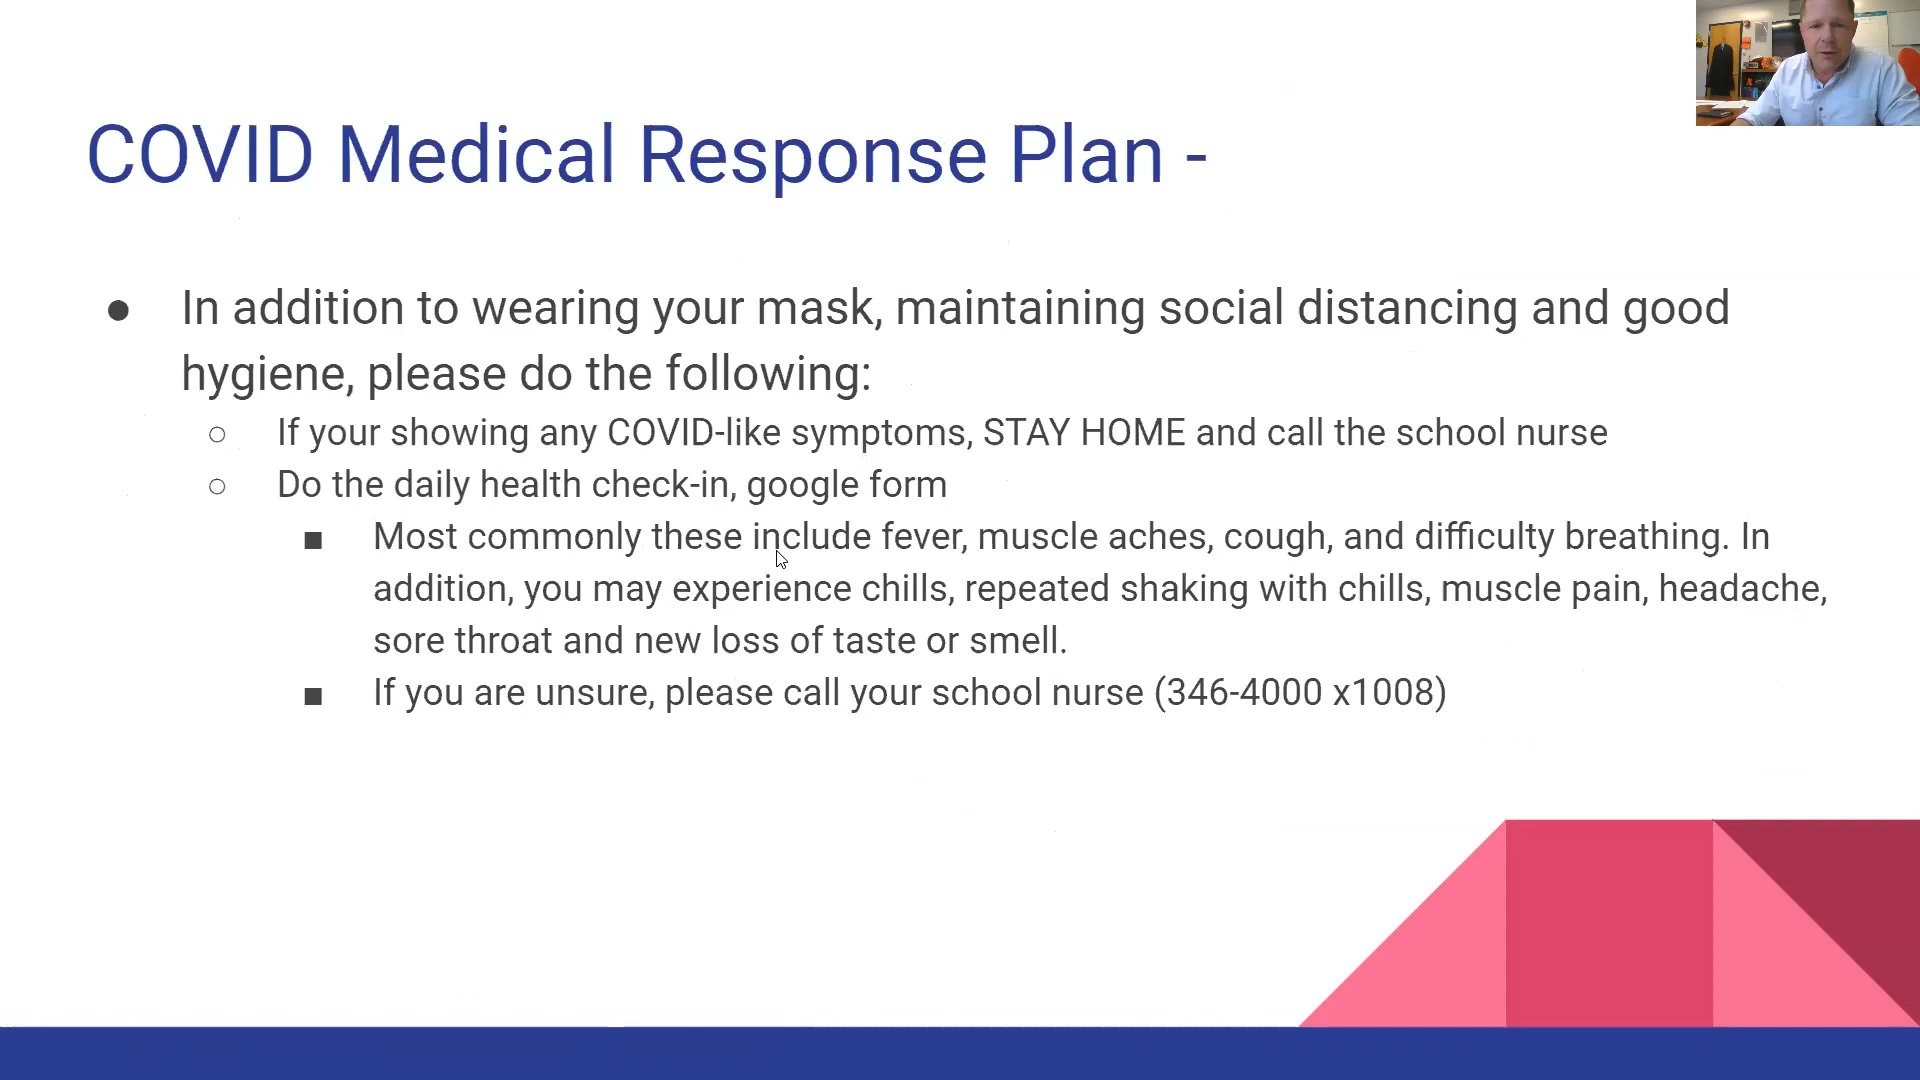 COVID Medical Response Plan -
● In addition to wearing your mask, maintaining social distancing and good
hygiene, please do the following:
○ If your showing any COVID-like symptoms, STAY HOME and call the school nurse
○ Do the daily health check-in, google form
■ Most commonly these include fever, muscle aches, cough, and difficulty breathing. In
addition, you may experience chills, repeated shaking with chills, muscle pain, headache,
sore throat and new loss of taste or smell.
■ If you are unsure, please call your school nurse (346-4000 x1008)